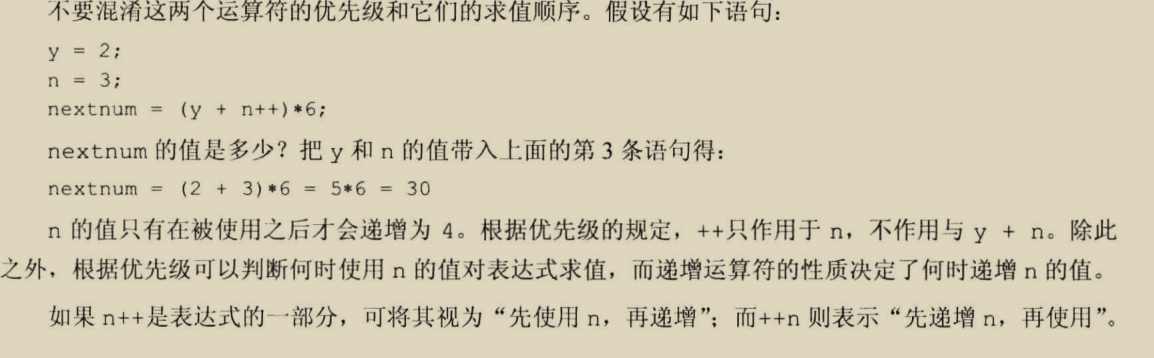 不要混淆这两个运算符的优先级和它们的求值顺序。假设有如下语句：
y = 2;
n = 3;
nextnum = (y + n++)*6;
nextnum 的值是多少？把 y 和 n 的值带入上面的第 3 条语句得：
nextnum = (2 + 3)*6 = 5*6 = 30
n 的值只有在被使用之后才会递增为 4。根据优先级的规定，++只作用于 n，不作用与 y + n。除此
之外，根据优先级可以判断何时使用 n 的值对表达式求值，而递增运算符的性质决定了何时递增 n 的值。
如果 n++是表达式的一部分，可将其视为“先使用 n，再递增”；而++n 则表示“先递增 n，再使用”。